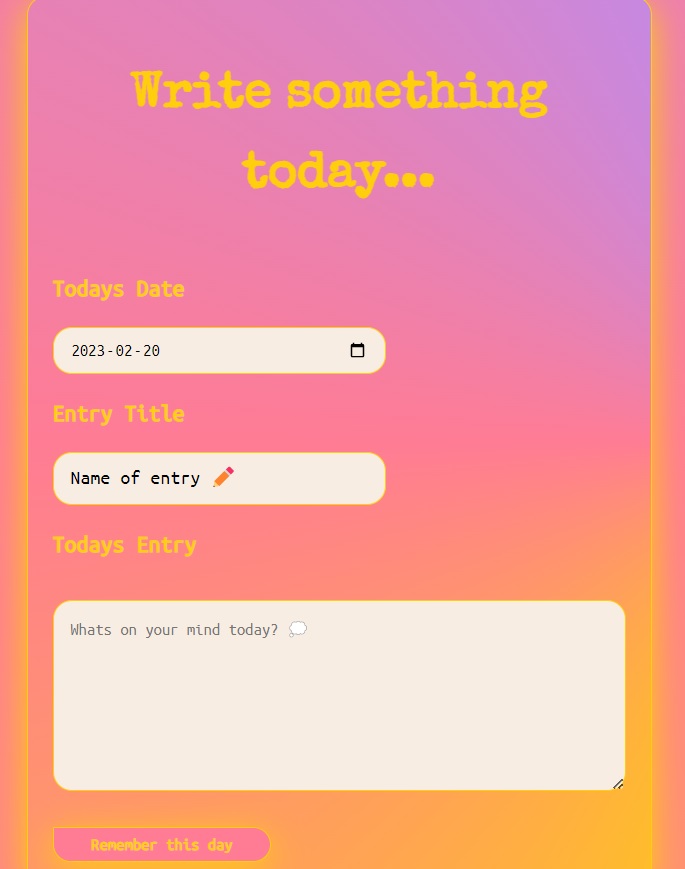 Write something
today...
Todays Date
2023-02-20
Entry Title
Name of entry ✏️
Todays Entry
Whats on your mind today? 💭
Remember this day